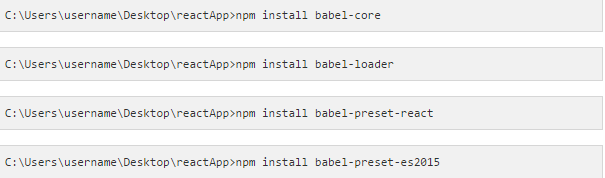 C:\Users\username\Desktop\reactApp>npm install babel-core
C:\Users\username\Desktop\reactApp>npm install babel-loader
C:\Users\username\Desktop\reactApp>npm install babel-preset-react
C:\Users\username\Desktop\reactApp>npm install babel-preset-es2015